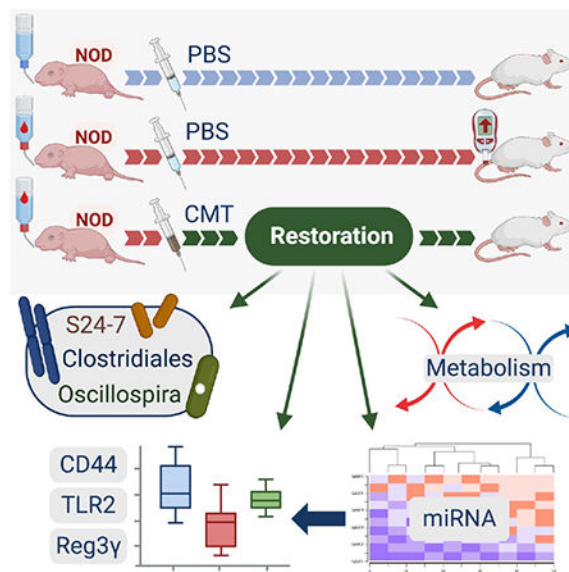 NOD
PBS
NOD
PBS
NOD
CMT
Restoration
S24-7
Clostridiales
Oscillospira
Metabolism
CD44
TLR2
Reg3γ
miRNA